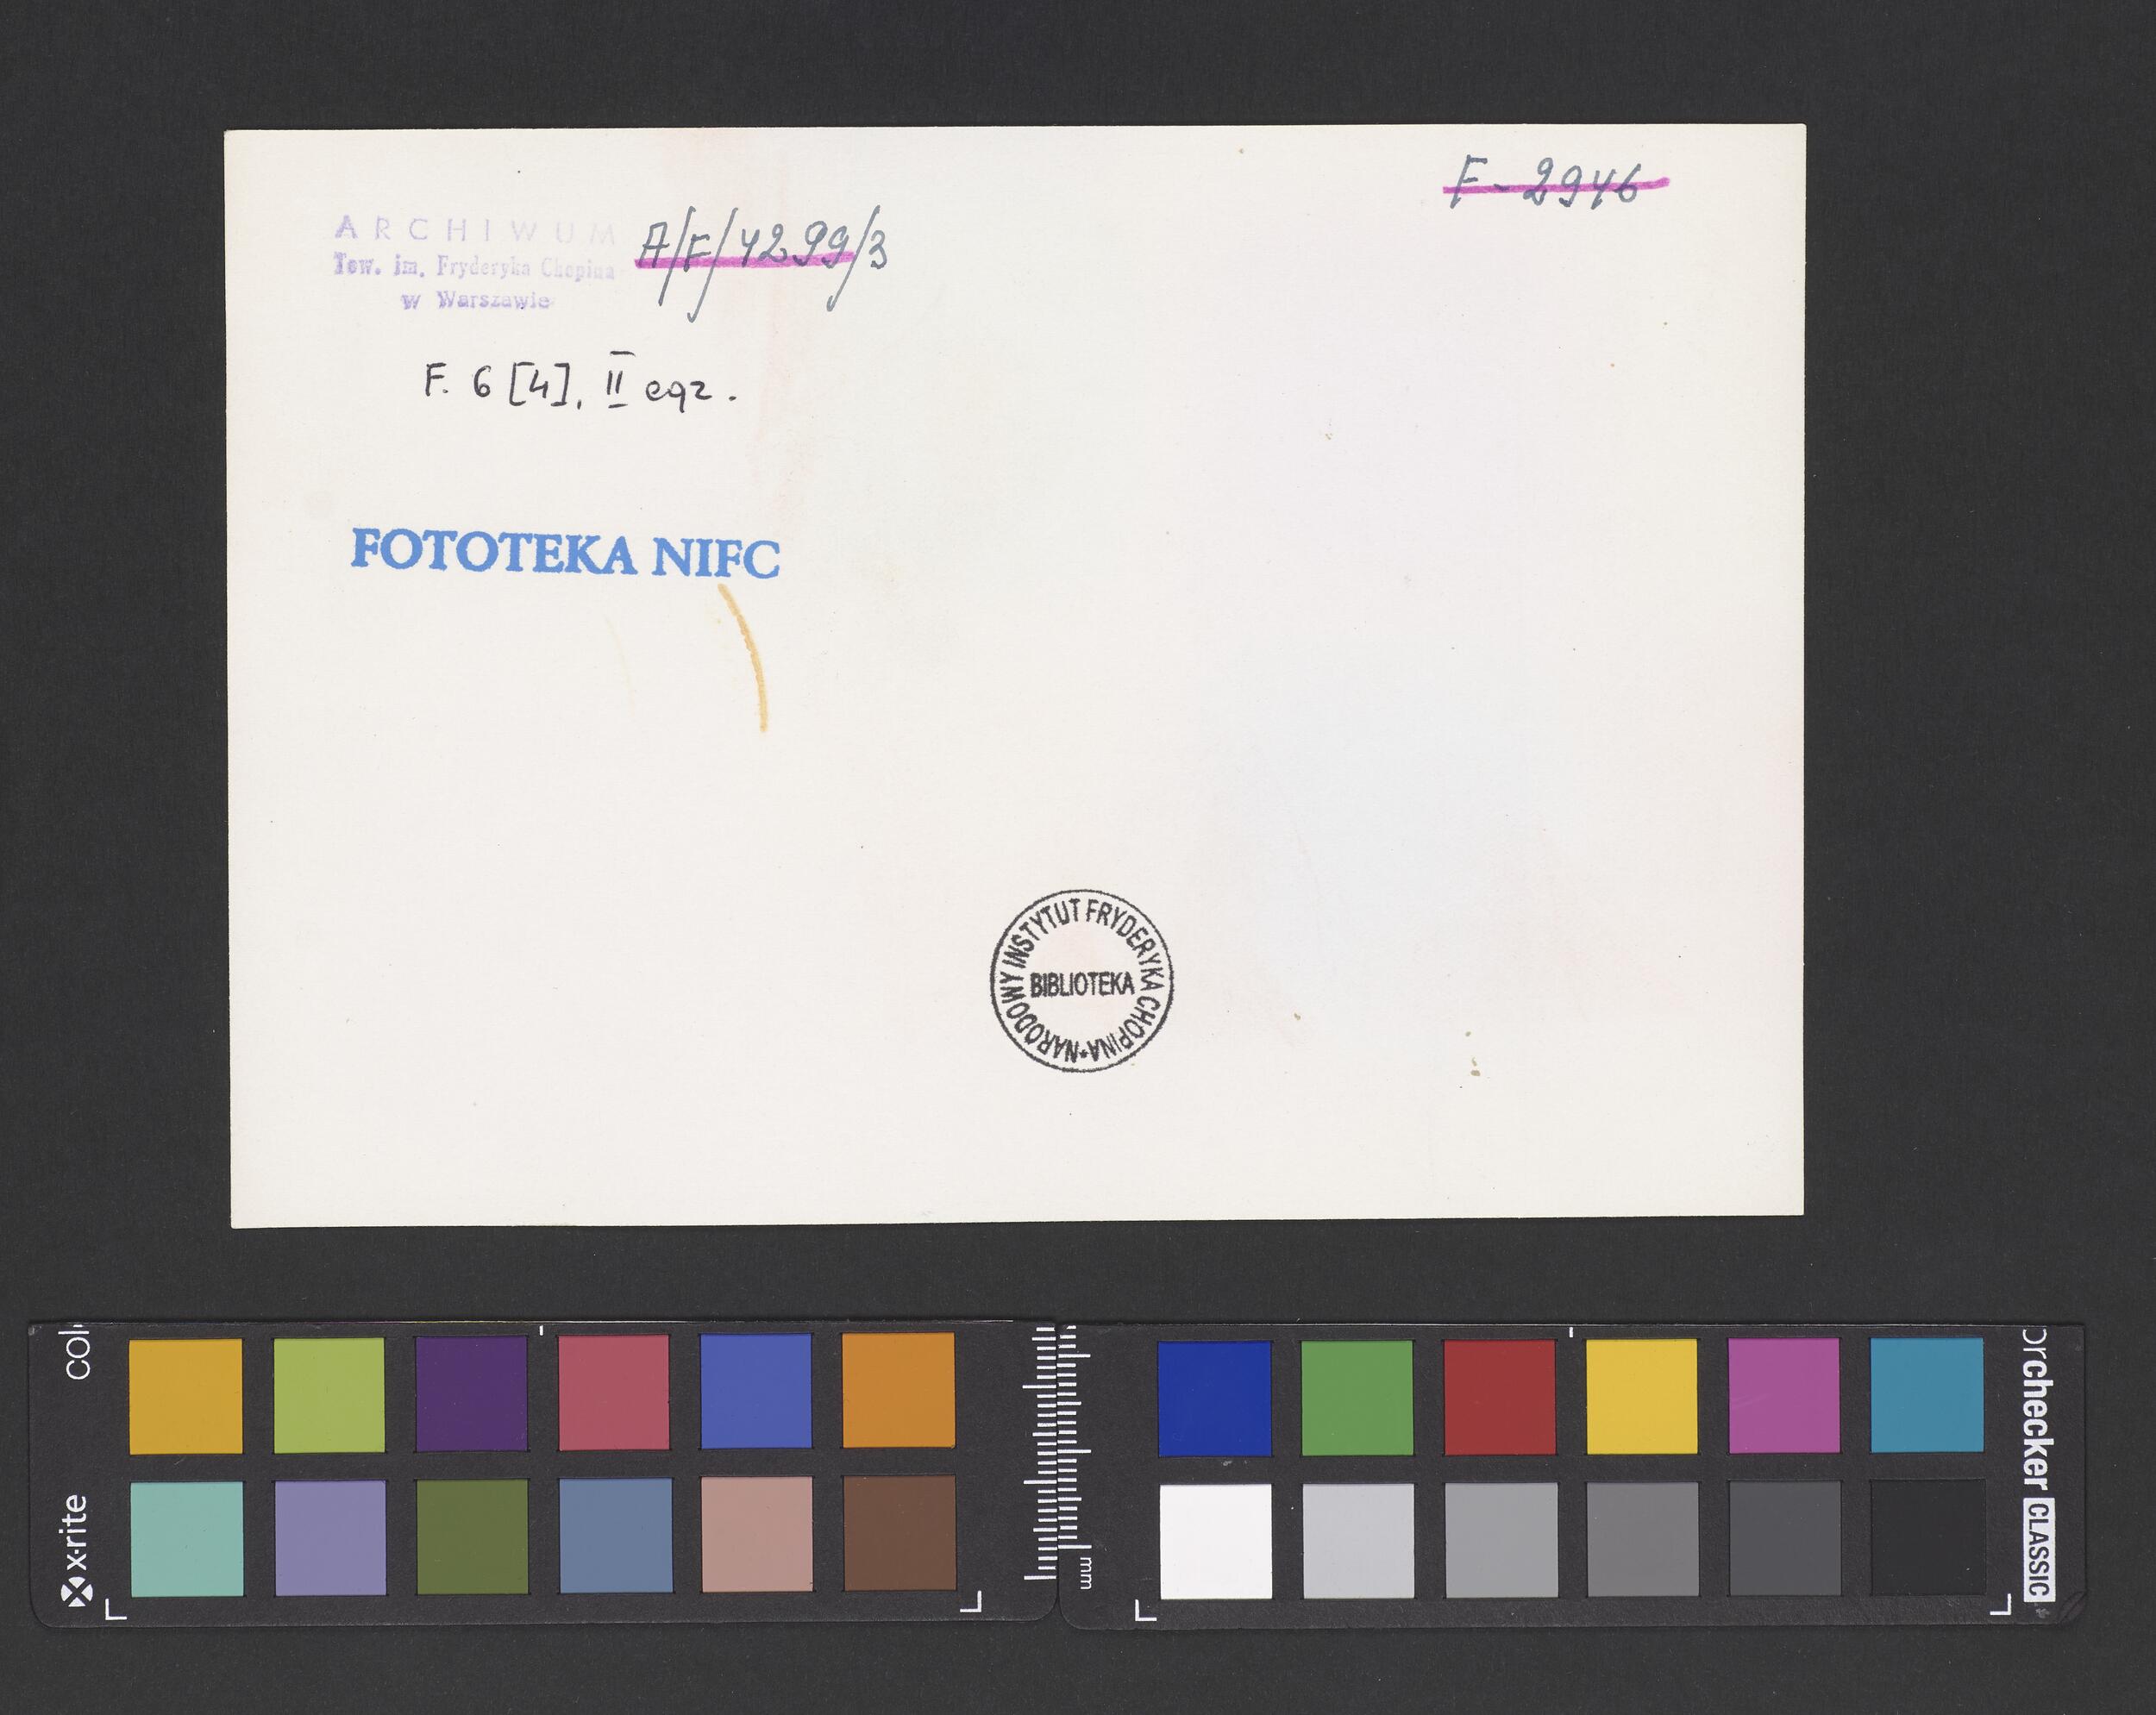 F-2946
ARCHIWUM
Tow. im. Fryderyka Chopina
w Warszawie
A/F/4299/3
F. 6 [4], II egz.
FOTOTEKA NIFC
NARODOWY INSTYTUT FRYDERYKA CHOPINA*
BIBLIOTEKA
col
x·rite
mm
orchecker CLASSIC